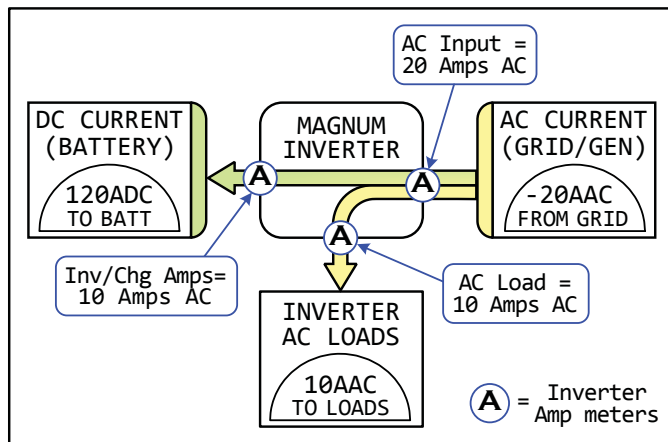 AC Input =
20 Amps AC
DC CURRENT
(BATTERY)
120ADC
TO BATT
MAGNUM
INVERTER
A
A
A
AC CURRENT
(GRID/GEN)
-20AAC
FROM GRID
Inv/Chg Amps=
10 Amps AC
AC Load =
10 Amps AC
INVERTER
AC LOADS
10AAC
TO LOADS
A = Inverter
Amp meters